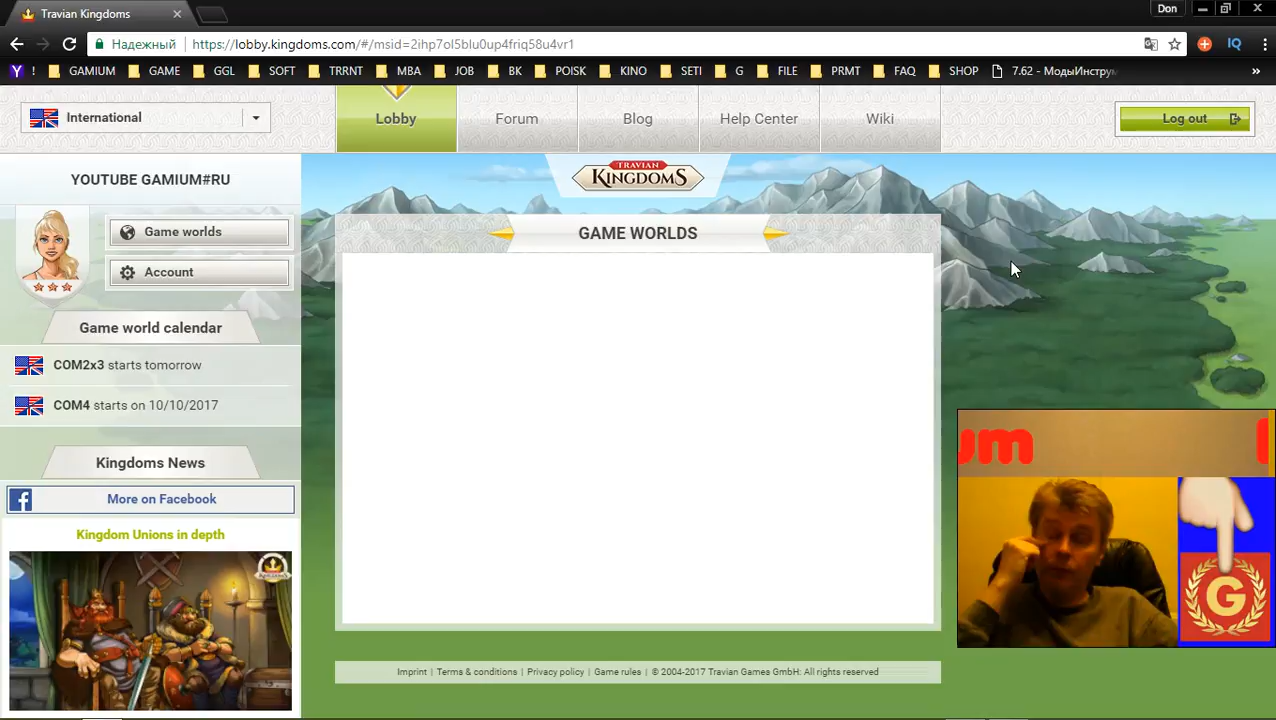 Travian Kingdoms
Don
Надежный
https://lobby.kingdoms.com/#/msid=2ihp7ol5blu0up4friq58u4vr1
IQ
Y !
GAMIUM
GAME
GGL
SOFT
TRRNT
MBA
JOB
BK
POISK
KINO
SETI
G
FILE
PRMT
FAQ
SHOP
7.62 - МодыИнструм
»
International
Lobby
Forum
Blog
Help Center
Wiki
Log out
YOUTUBE GAMIUM#RU
TRAVIAN
KINGDOMS
Game worlds
GAME WORLDS
Account
Game world calendar
COM2x3 starts tomorrow
COM4 starts on 10/10/2017
Kingdoms News
More on Facebook
Kingdom Unions in depth
um
G
Imprint | Terms & conditions | Privacy policy | Game rules | © 2004-2017 Travian Games GmbH: All rights reserved